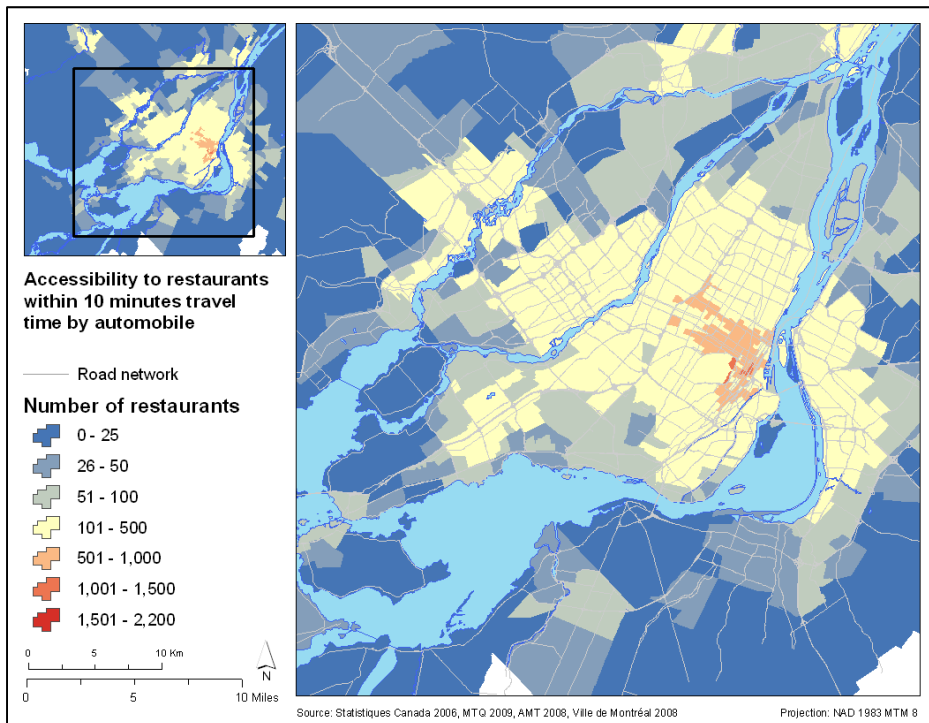 Accessibility to restaurants
within 10 minutes travel
time by automobile
Road network
Number of restaurants
0 - 25
26 - 50
51 - 100
101 - 500
501 - 1,000
1,001 - 1,500
1,501 - 2,200
0 5 10 Km
N
0 5 10 Miles
Source: Statistiques Canada 2006, MTQ 2009, AMT 2008, Ville de Montréal 2008 Projection: NAD 1983 MTM 8